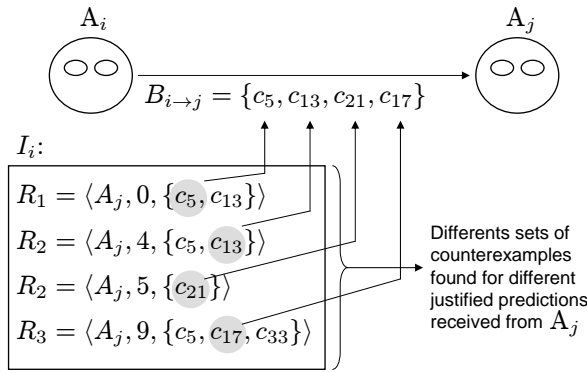 A_i
A_j
B_{i→j} = {c_5, c_13, c_21, c_17}
I_i:
R_1 = ⟨A_j, 0, {c_5, c_13}⟩
R_2 = ⟨A_j, 4, {c_5, c_13}⟩
R_2 = ⟨A_j, 5, {c_21}⟩
R_3 = ⟨A_j, 9, {c_5, c_17, c_33}⟩
Differents sets of
counterexamples
found for different
justified predictions
received from A_j